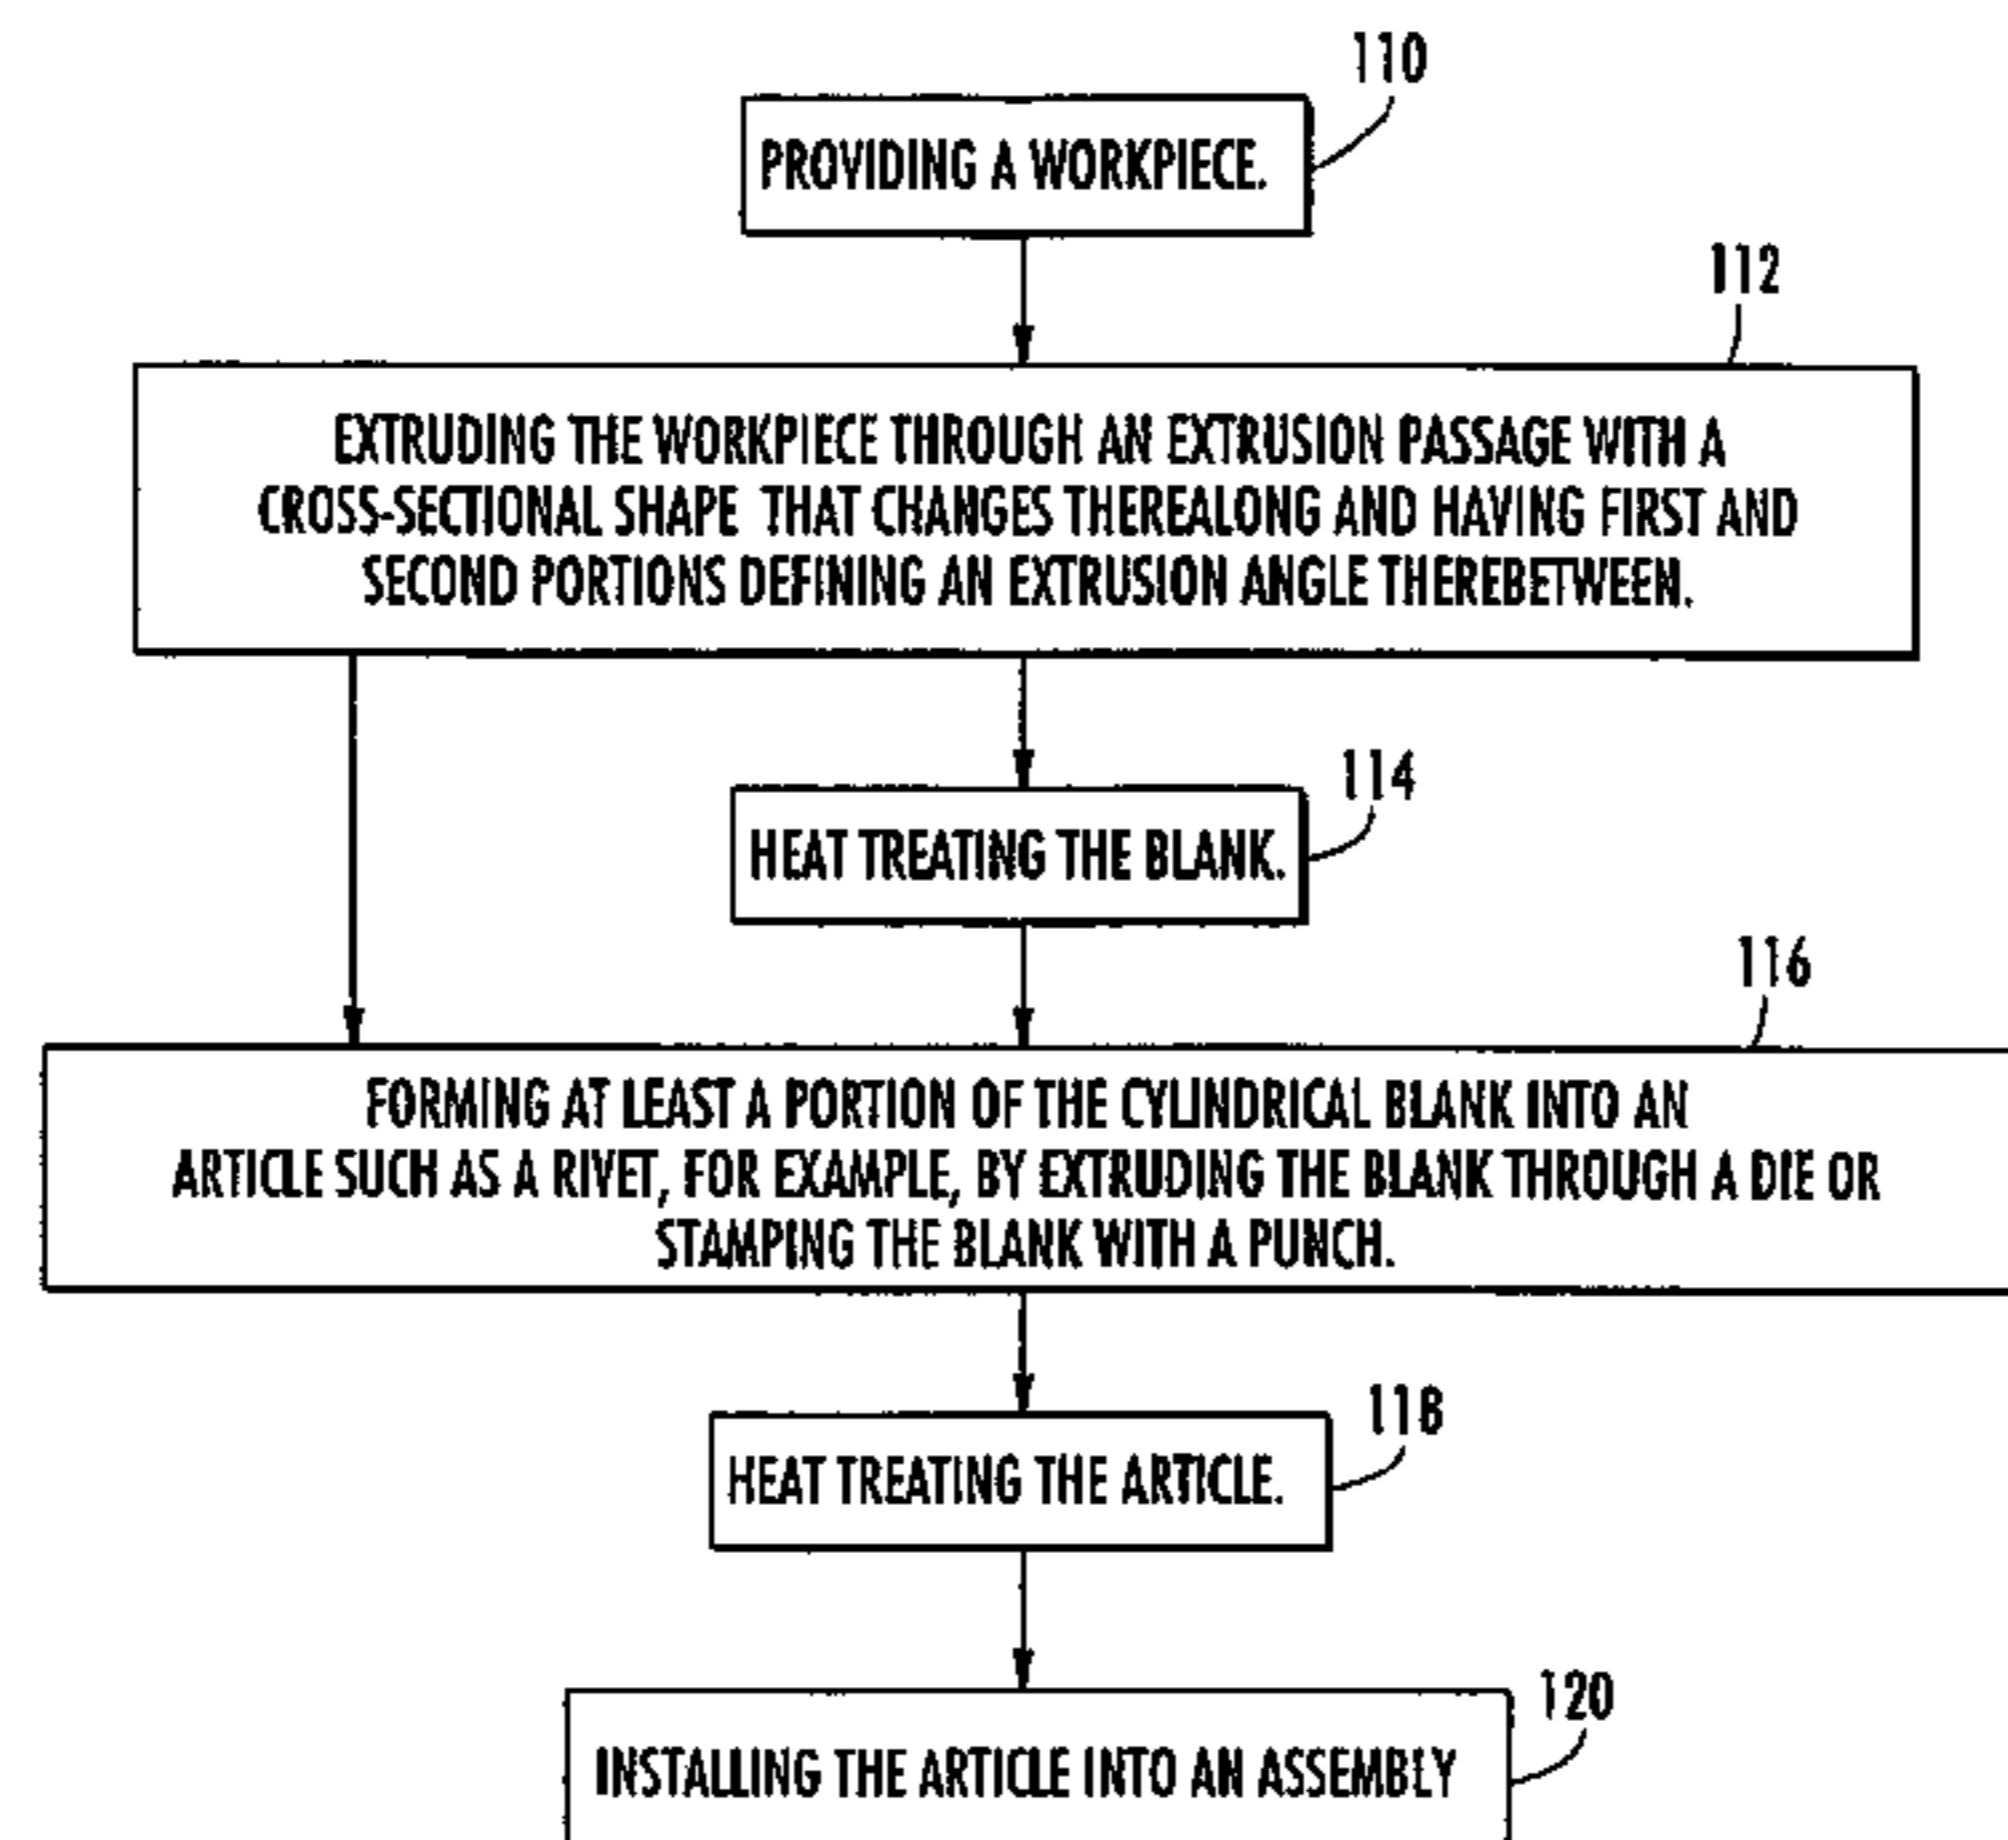 110
PROVIDING A WORKPIECE.
112
EXTRUDING THE WORKPIECE THROUGH AN EXTRUSION PASSAGE WITH A
CROSS-SECTIONAL SHAPE THAT CHANGES THEREALONG AND HAVING FIRST AND
SECOND PORTIONS DEFINING AN EXTRUSION ANGLE THEREBETWEEN.
114
HEAT TREATING THE BLANK.
116
FORMING AT LEAST A PORTION OF THE CYLINDRICAL BLANK INTO AN
ARTICLE SUCH AS A RIVET, FOR EXAMPLE, BY EXTRUDING THE BLANK THROUGH A DIE OR
STAMPING THE BLANK WITH A PUNCH.
118
HEAT TREATING THE ARTICLE.
120
INSTALLING THE ARTICLE INTO AN ASSEMBLY